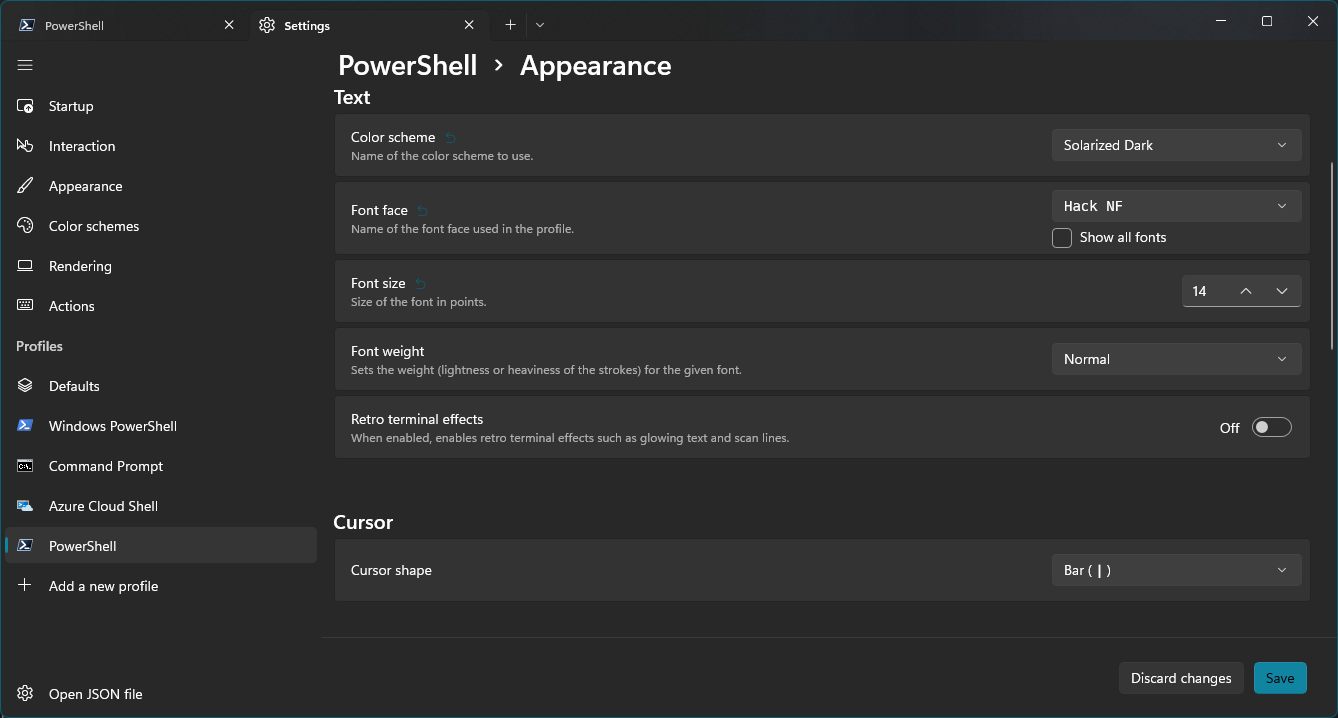 PowerShell
Settings
PowerShell > Appearance
Startup
Interaction
Appearance
Color schemes
Rendering
Actions
Profiles
Defaults
Windows PowerShell
Command Prompt
Azure Cloud Shell
PowerShell
Add a new profile
Open JSON file
Text
Color scheme
Name of the color scheme to use.
Solarized Dark
Font face
Name of the font face used in the profile.
Hack NF
Show all fonts
Font size
Size of the font in points.
14
Font weight
Sets the weight (lightness or heaviness of the strokes) for the given font.
Normal
Retro terminal effects
When enabled, enables retro terminal effects such as glowing text and scan lines.
Off
Cursor
Cursor shape
Bar ( | )
Discard changes
Save